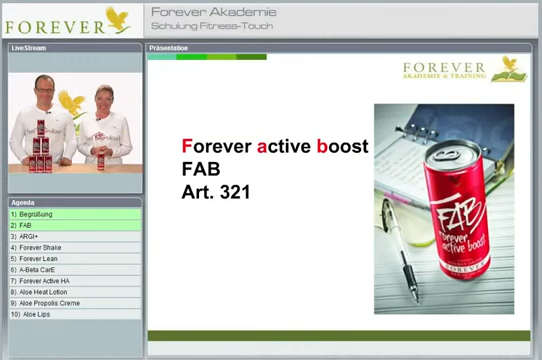 FOREVER
Forever Akademie
Schulung Fitness-Touch
LiveStream
Präsentation
FOREVER
AKADEMIE & TRAINING
Forever active boost
FAB
Art. 321
FAB
forever
active boost
FOREVER
Agenda
1) Begrüßung
2) FAB
3) ARGI+
4) Forever Shake
5) Forever Lean
6) A-Beta CarE
7) Forever Active HA
8) Aloe Heat Lotion
9) Aloe Propolis Creme
10) Aloe Lips